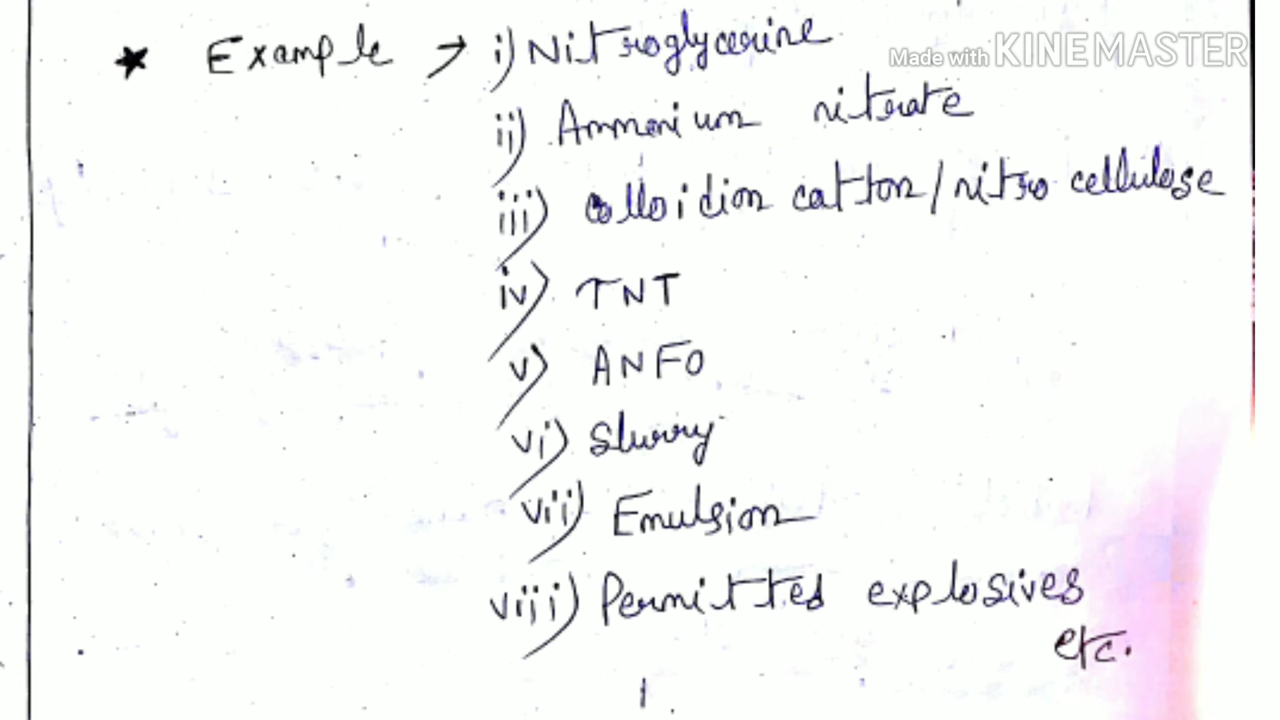 ★ Example → i) Nitroglycerine
Made with KINEMASTER
ii) Ammonium nitrate
iii) colloidion catton/nitro cellulose
iv) TNT
v) ANFO
vi) Slurry
vii) Emulsion
viii) Permitted explosives
etc.